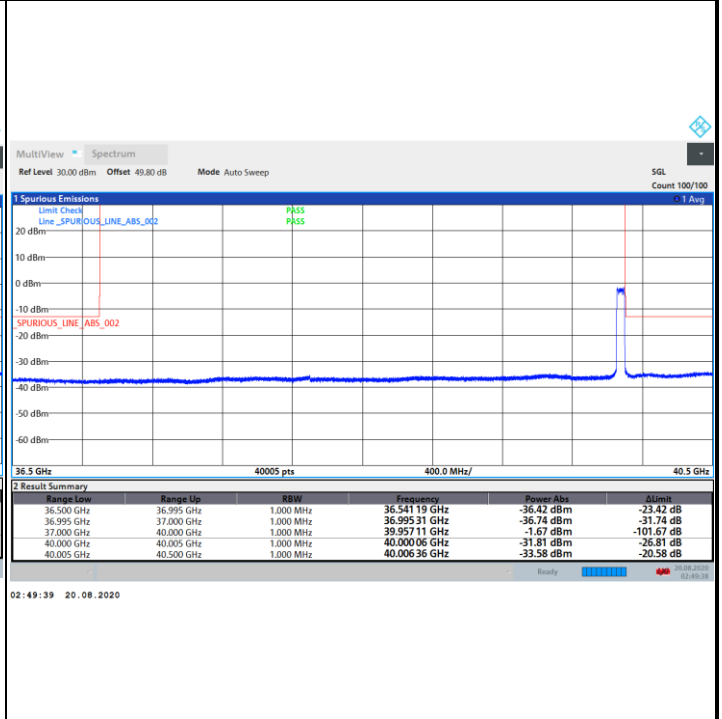 MultiView Spectrum
Ref Level 30.00 dBm Offset 49.80 dB Mode Auto Sweep SGL
Count 100/100
1 Spurious Emissions 1 Avg
Limit Check PASS
Line _SPURIOUS_LINE_ABS_002 PASS
20 dBm
10 dBm
0 dBm
-10 dBm
_SPURIOUS_LINE_ABS_002
-20 dBm
-30 dBm
-40 dBm
-50 dBm
-60 dBm
36.5 GHz 40005 pts 400.0 MHz/ 40.5 GHz
2 Result Summary
Range Low Range Up RBW Frequency Power Abs ΔLimit
36.500 GHz 36.995 GHz 1.000 MHz 36.541 19 GHz -36.42 dBm -23.42 dB
36.995 GHz 37.000 GHz 1.000 MHz 36.995 31 GHz -36.74 dBm -31.74 dB
37.000 GHz 40.000 GHz 1.000 MHz 39.957 11 GHz -1.67 dBm -101.67 dB
40.000 GHz 40.005 GHz 1.000 MHz 40.000 06 GHz -31.81 dBm -26.81 dB
40.005 GHz 40.500 GHz 1.000 MHz 40.006 36 GHz -33.58 dBm -20.58 dB
Ready 20.08.2020
02:49:38
02:49:39 20.08.2020